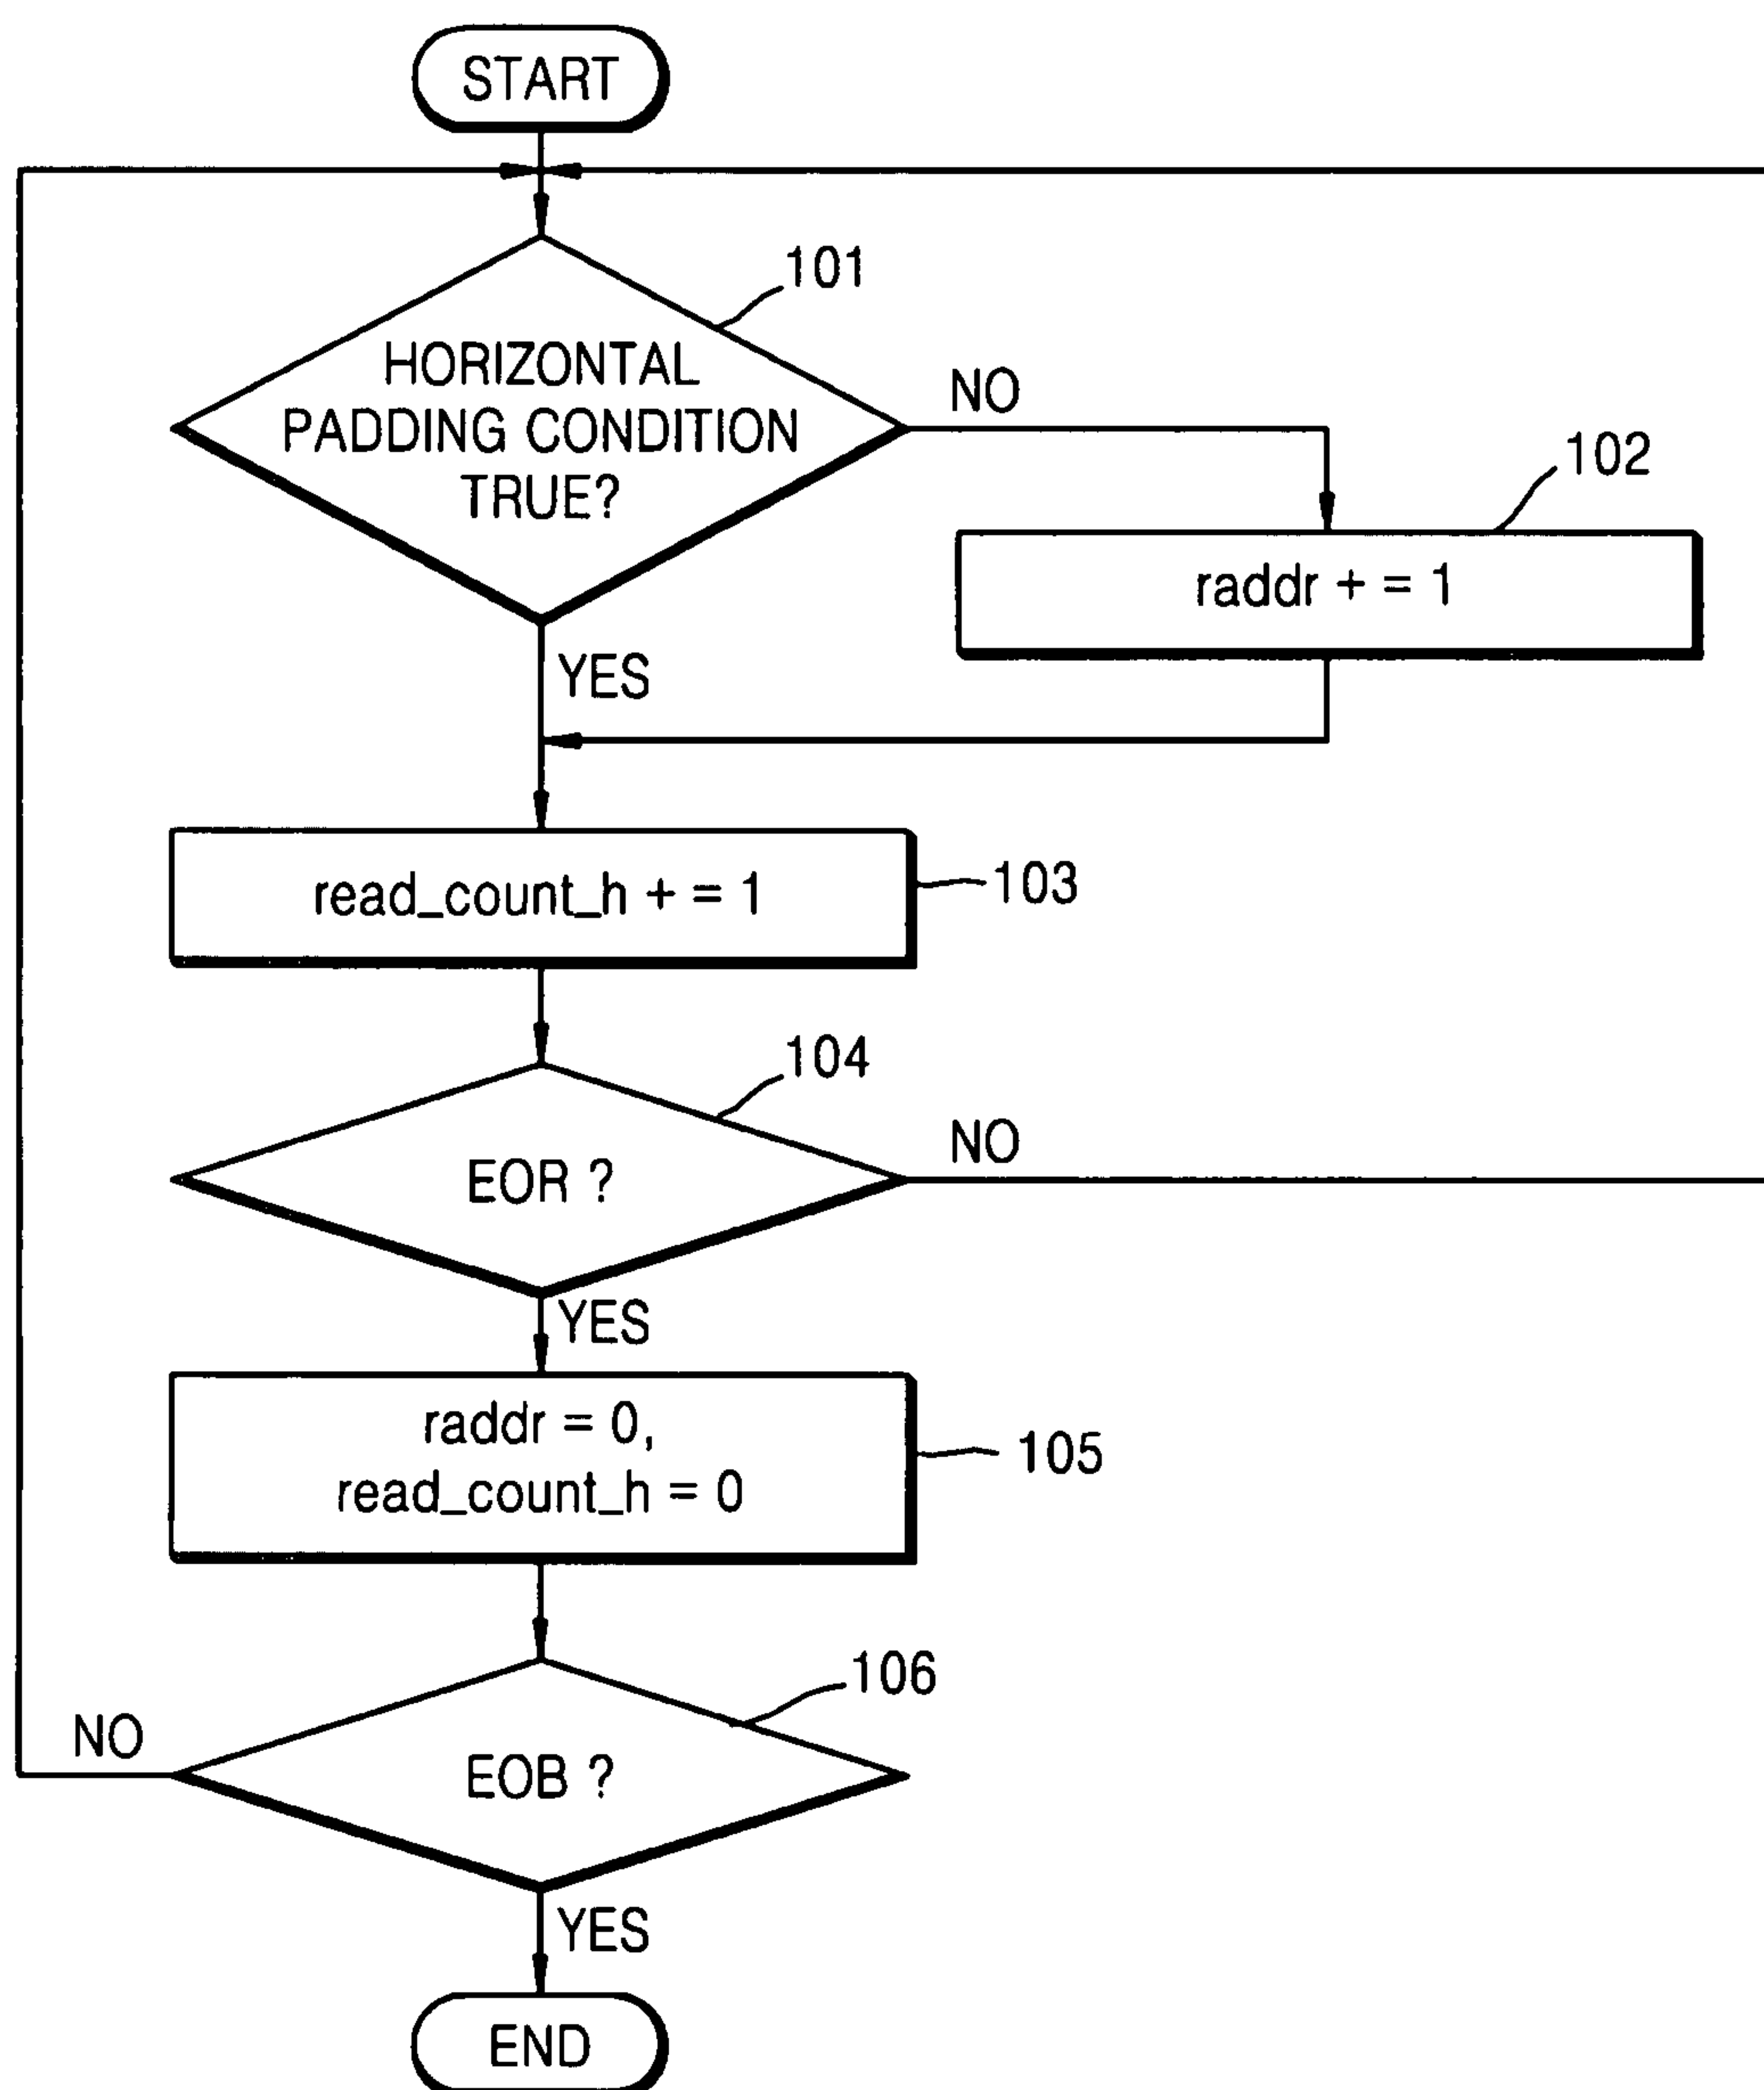 START
101
HORIZONTAL
PADDING CONDITION
TRUE?
NO
102
raddr + = 1
YES
read_count_h + = 1
103
104
EOR ?
NO
YES
raddr = 0,
read_count_h = 0
105
106
EOB ?
NO
YES
END